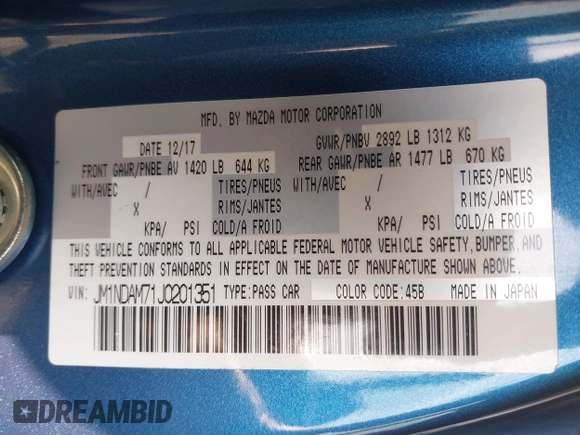 MFD. BY MAZDA MOTOR CORPORATION
DATE 12/17 GVWR/PNBV 2892 LB 1312 KG
FRONT GAWR/PNBE AV 1420 LB 644 KG REAR GAWR/PNBE AR 1477 LB 670 KG
WITH/AVEC / TIRES/PNEUS WITH/AVEC / TIRES/PNEUS
X RIMS/JANTES X RIMS/JANTES
KPA/ PSI COLD/A FROID KPA/ PSI COLD/A FROID
THIS VEHICLE CONFORMS TO ALL APPLICABLE FEDERAL MOTOR VEHICLE SAFETY, BUMPER, AND
THEFT PREVENTION STANDARDS IN EFFECT ON THE DATE OF MANUFACTURE SHOWN ABOVE.
VIN: JM1NDAM71J0201351 TYPE:PASS CAR COLOR CODE:45B MADE IN JAPAN
DREAMBID